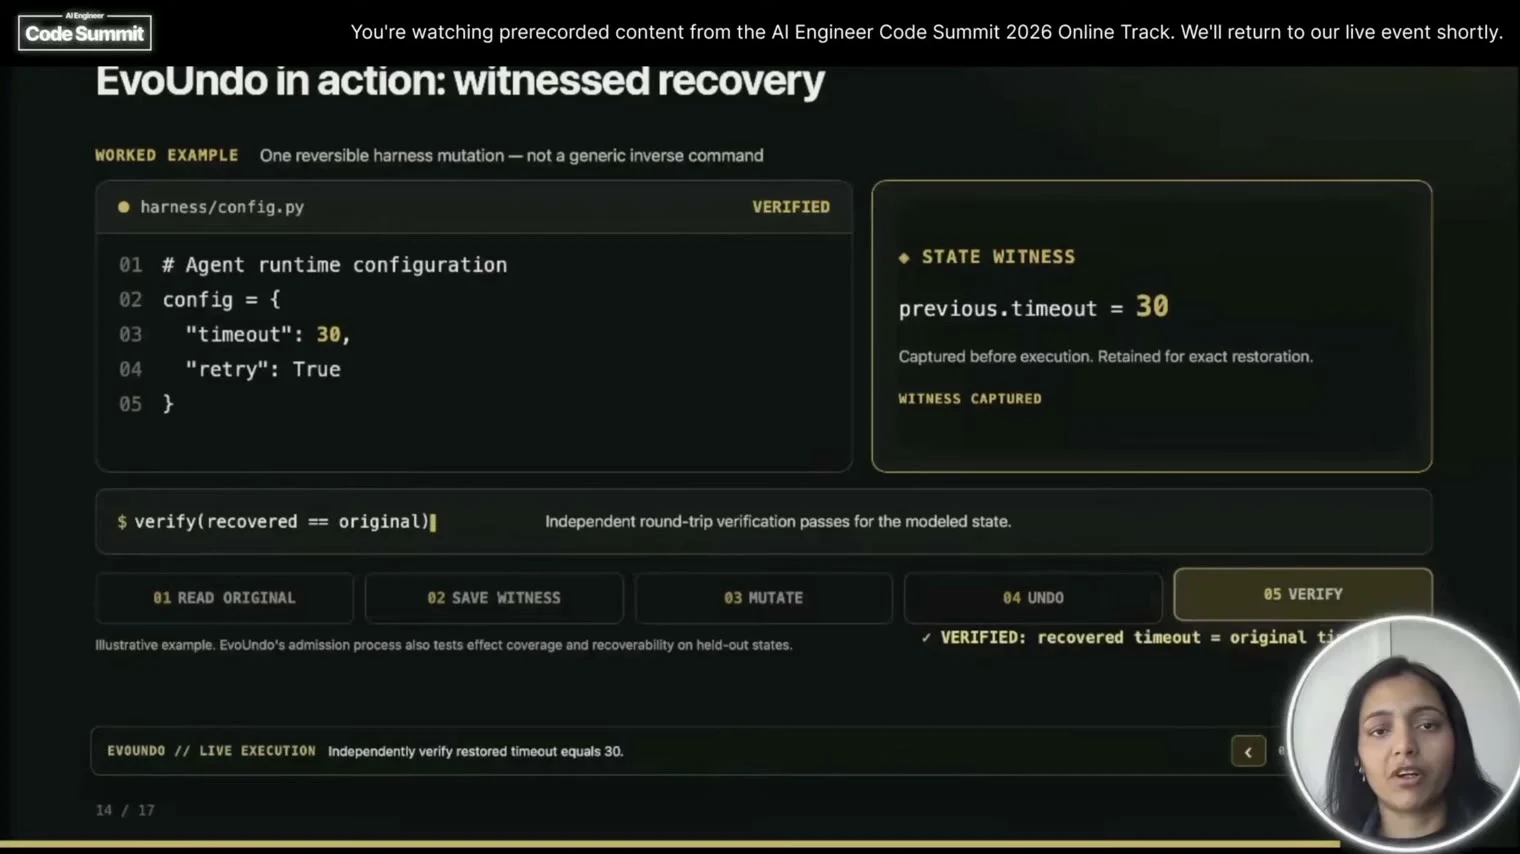 AI Engineer
Code Summit
You're watching prerecorded content from the AI Engineer Code Summit 2026 Online Track. We'll return to our live event shortly.
EvoUndo in action: witnessed recovery
WORKED EXAMPLE One reversible harness mutation — not a generic inverse command
harness/config.py VERIFIED
01 # Agent runtime configuration
02 config = {
03 "timeout": 30,
04 "retry": True
05 }
◆ STATE WITNESS
previous.timeout = 30
Captured before execution. Retained for exact restoration.
WITNESS CAPTURED
$ verify(recovered == original) Independent round-trip verification passes for the modeled state.
01 READ ORIGINAL 02 SAVE WITNESS 03 MUTATE 04 UNDO 05 VERIFY
✓ VERIFIED: recovered timeout = original
Illustrative example. EvoUndo's admission process also tests effect coverage and recoverability on held-out states.
EVOUNDO // LIVE EXECUTION Independently verify restored timeout equals 30.
14 / 17